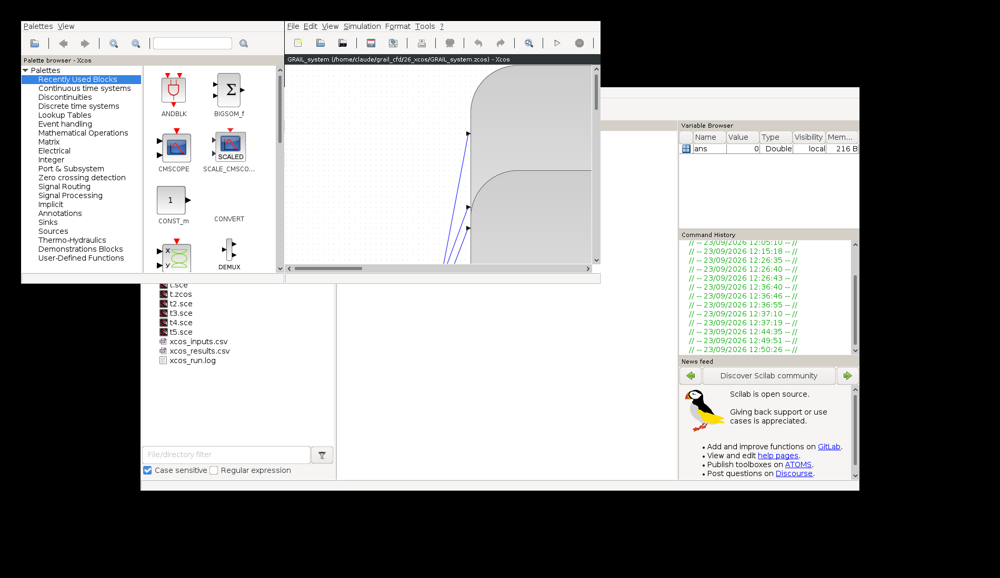 Palettes View
Palette browser - Xcos
Palettes
Recently Used Blocks
Continuous time systems
Discontinuities
Discrete time systems
Lookup Tables
Event handling
Mathematical Operations
Matrix
Electrical
Integer
Port & Subsystem
Zero crossing detection
Signal Routing
Signal Processing
Implicit
Annotations
Sinks
Sources
Thermo-Hydraulics
Demonstrations Blocks
User-Defined Functions
Σ
ANDBLK
BIGSOM_f
SCALED
CMSCOPE
SCALE_CMSCO...
1
CONST_m
CONVERT
X
Y
DEMUX
File Edit View Simulation Format Tools ?
GRAIL_system (/home/claude/grail_cfd/26_xcos/GRAIL_system.zcos) - Xcos
t.sce
t.zcos
t2.sce
t3.sce
t4.sce
t5.sce
xcos_inputs.csv
xcos_results.csv
xcos_run.log
File/directory filter
Case sensitive
Regular expression
Variable Browser
Name Value Type Visibility Mem...
ans 0 Double local 216 B
Command History
// -- 23/09/2026 12:05:10 -- //
// -- 23/09/2026 12:15:18 -- //
// -- 23/09/2026 12:26:35 -- //
// -- 23/09/2026 12:26:40 -- //
// -- 23/09/2026 12:26:43 -- //
// -- 23/09/2026 12:36:40 -- //
// -- 23/09/2026 12:36:46 -- //
// -- 23/09/2026 12:36:55 -- //
// -- 23/09/2026 12:37:10 -- //
// -- 23/09/2026 12:37:19 -- //
// -- 23/09/2026 12:44:35 -- //
// -- 23/09/2026 12:49:51 -- //
// -- 23/09/2026 12:50:26 -- //
News feed
Discover Scilab community
Scilab is open source.
Giving back support or use
cases is appreciated.
• Add and improve functions on GitLab.
• View and edit help pages.
• Publish toolboxes on ATOMS.
• Post questions on Discourse.